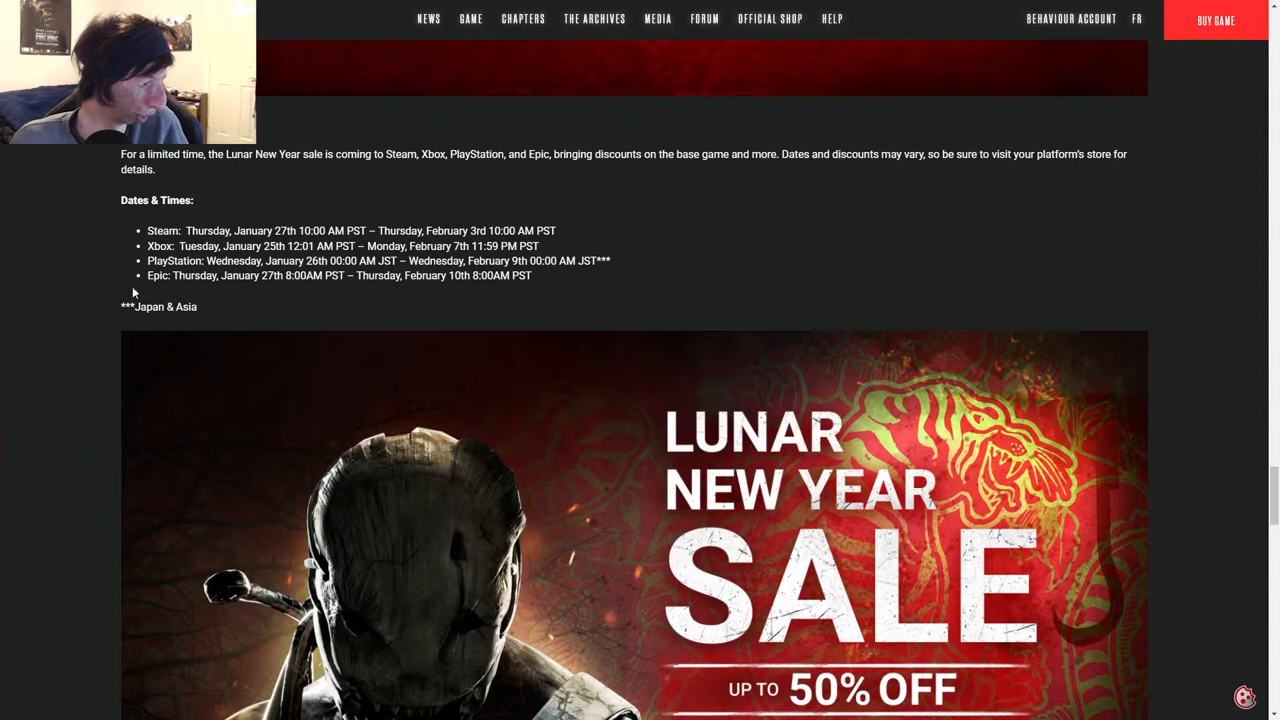 NEWS GAME CHAPTERS THE ARCHIVES MEDIA FORUM OFFICIAL SHOP HELP BEHAVIOUR ACCOUNT FR BUY GAME
For a limited time, the Lunar New Year sale is coming to Steam, Xbox, PlayStation, and Epic, bringing discounts on the base game and more. Dates and discounts may vary, so be sure to visit your platform's store for
details.
Dates & Times:
• Steam: Thursday, January 27th 10:00 AM PST – Thursday, February 3rd 10:00 AM PST
• Xbox: Tuesday, January 25th 12:01 AM PST – Monday, February 7th 11:59 PM PST
• PlayStation: Wednesday, January 26th 00:00 AM JST – Wednesday, February 9th 00:00 AM JST***
• Epic: Thursday, January 27th 8:00AM PST – Thursday, February 10th 8:00AM PST
***Japan & Asia
LUNAR
NEW YEAR
SALE
UP TO 50% OFF